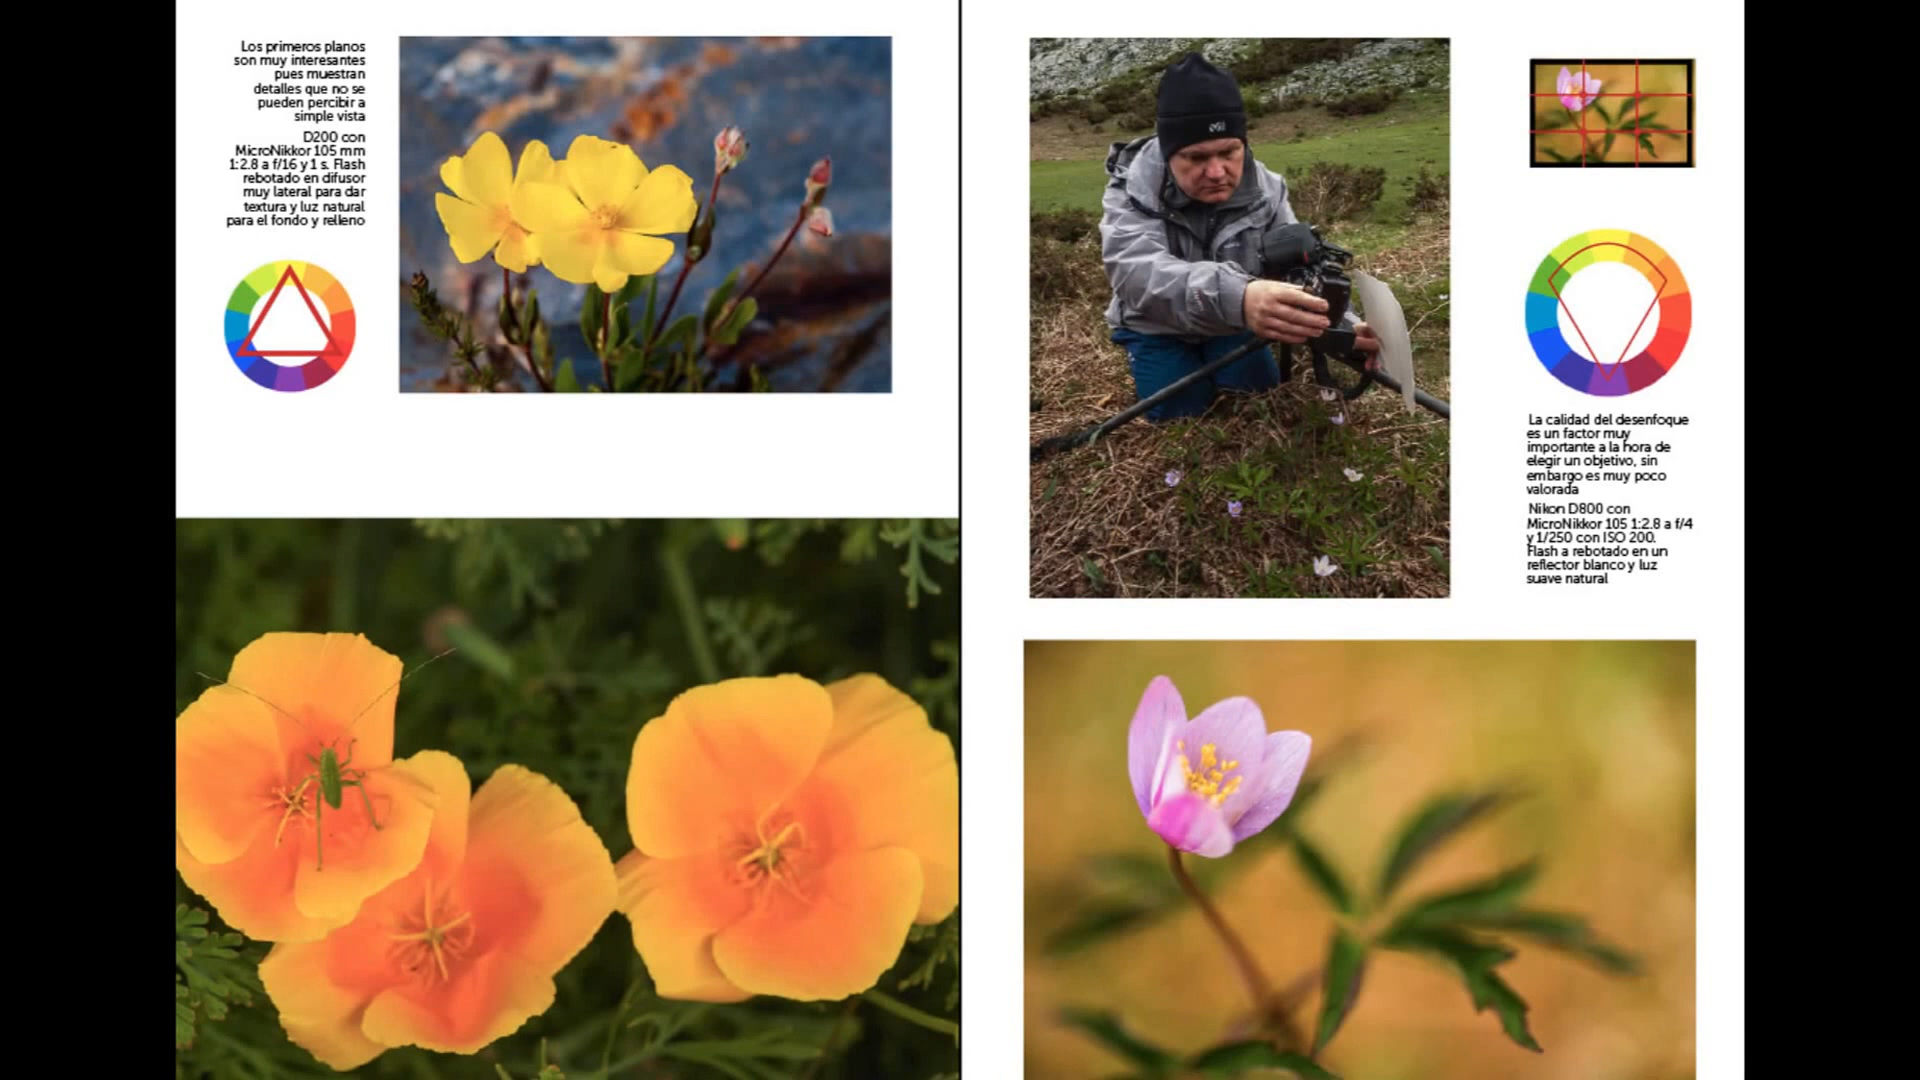 Los primeros planos
son muy interesantes
pues muestran
detalles que no se
pueden percibir a
simple vista
D200 con
MicroNikkor 105 mm
1:2.8 a f/16 y 1 s. Flash
rebotado en difusor
muy lateral para dar
textura y luz natural
para el fondo y relleno
La calidad del desenfoque
es un factor muy
importante a la hora de
elegir un objetivo, sin
embargo es muy poco
valorada
Nikon D800 con
MicroNikkor 105 1:2.8 a f/4
y 1/250 con ISO 200.
Flash a rebotado en un
reflector blanco y luz
suave natural